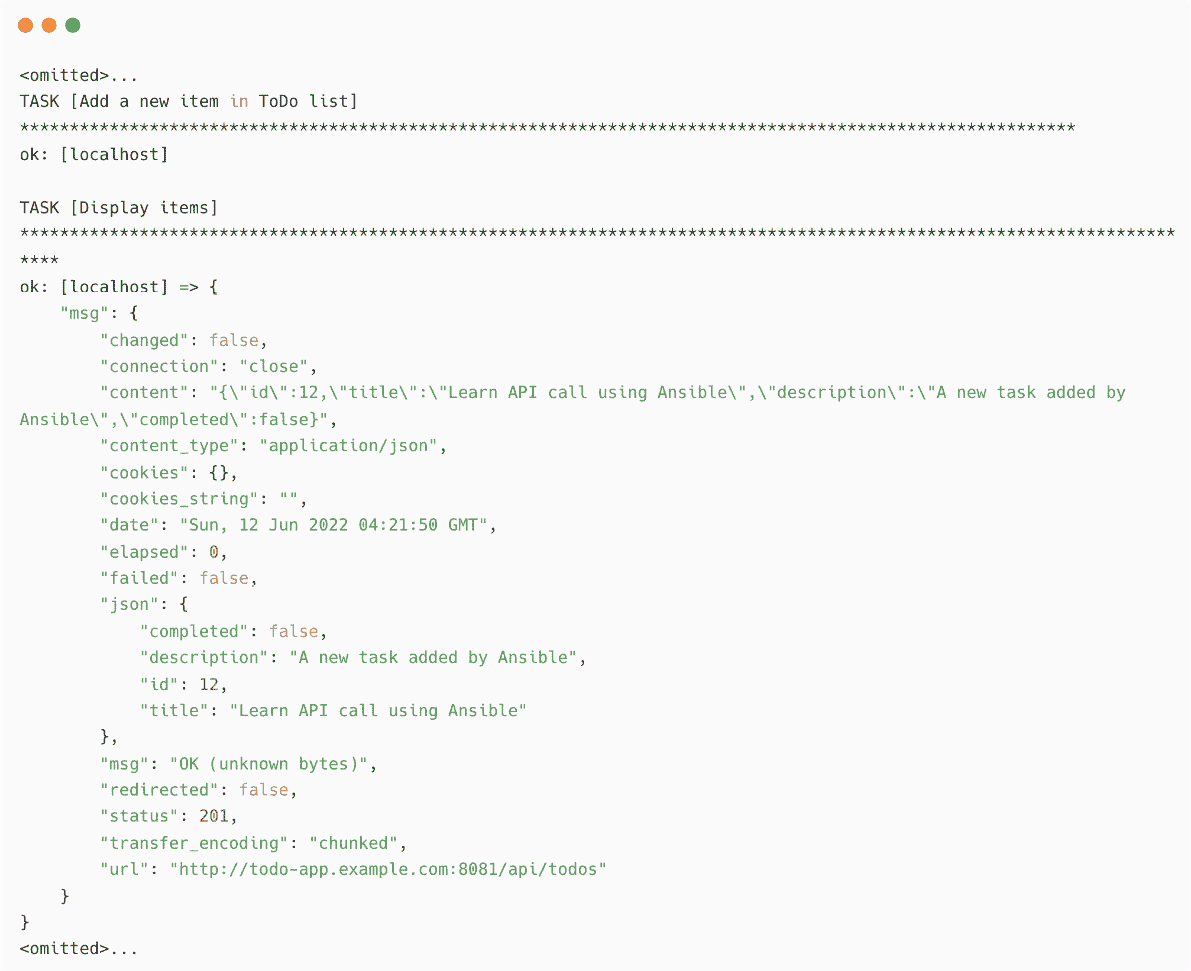 <omitted>...
TASK [Add a new item in ToDo list]
**********************************************************************************************************
ok: [localhost]
TASK [Display items]
********************************************************************************************************************
****
ok: [localhost] => {
    "msg": {
        "changed": false,
        "connection": "close",
        "content": "{\"id\":12,\"title\":\"Learn API call using Ansible\",\"description\":\"A new task added by
Ansible\",\"completed\":false}",
        "content_type": "application/json",
        "cookies": {},
        "cookies_string": "",
        "date": "Sun, 12 Jun 2022 04:21:50 GMT",
        "elapsed": 0,
        "failed": false,
        "json": {
            "completed": false,
            "description": "A new task added by Ansible",
            "id": 12,
            "title": "Learn API call using Ansible"
        },
        "msg": "OK (unknown bytes)",
        "redirected": false,
        "status": 201,
        "transfer_encoding": "chunked",
        "url": "http://todo-app.example.com:8081/api/todos"
    }
}
<omitted>...